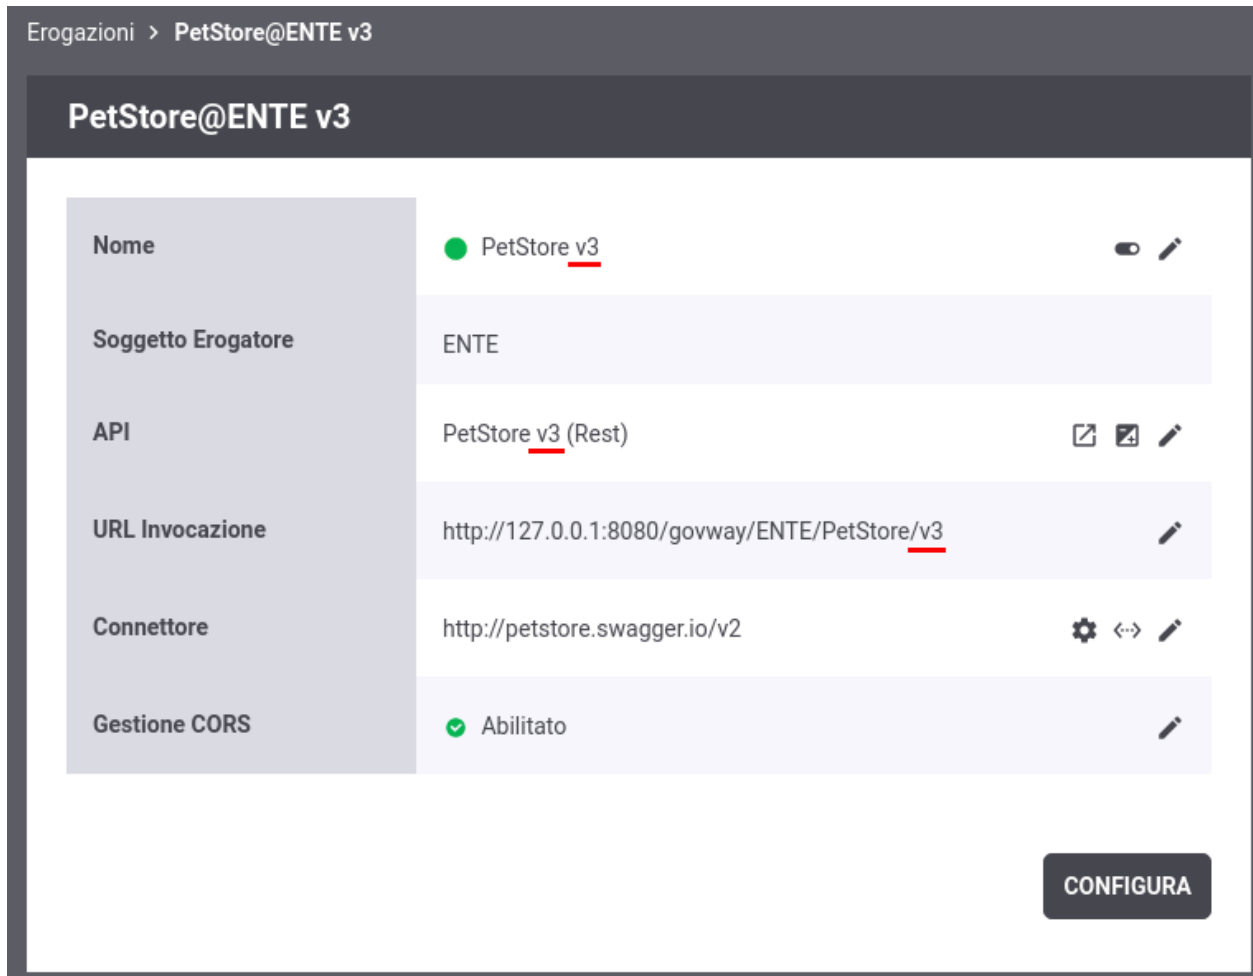 Erogazioni > PetStore@ENTE v3
PetStore@ENTE v3
Nome
PetStore v3
Soggetto Erogatore
ENTE
API
PetStore v3 (Rest)
URL Invocazione
http://127.0.0.1:8080/govway/ENTE/PetStore/v3
Connettore
http://petstore.swagger.io/v2
Gestione CORS
Abilitato
CONFIGURA